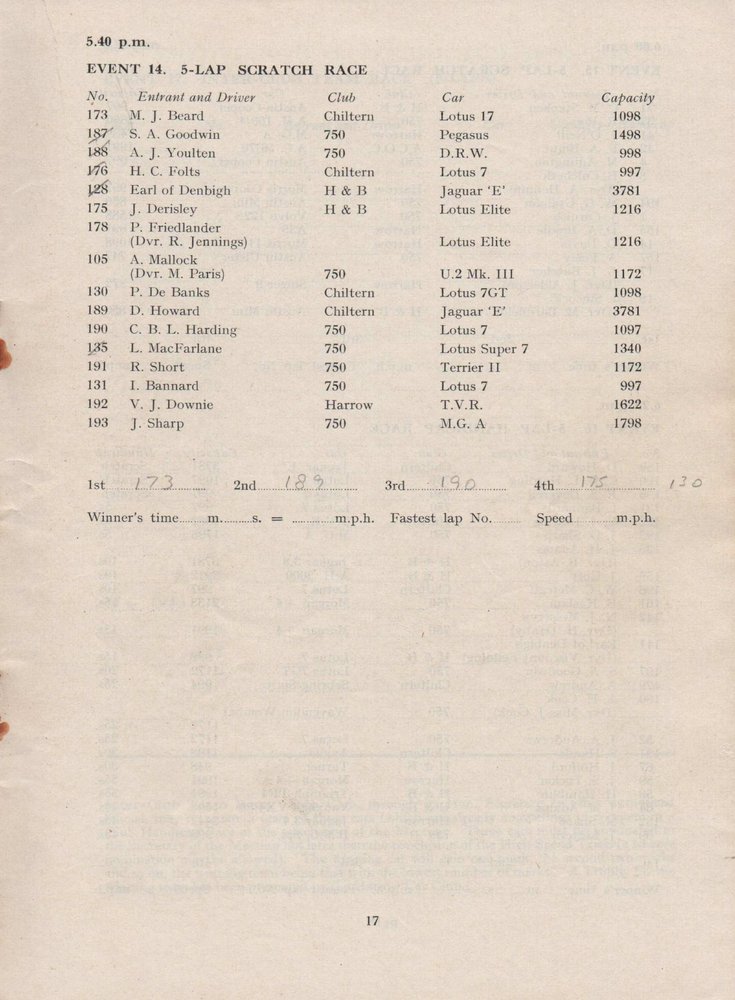 5.40 p.m.
EVENT 14. 5-LAP SCRATCH RACE
No. Entrant and Driver Club Car Capacity
173 M. J. Beard Chiltern Lotus 17 1098
187 S. A. Goodwin 750 Pegasus 1498
188 A. J. Youlten 750 D.R.W. 998
176 H. C. Folts Chiltern Lotus 7 997
128 Earl of Denbigh H & B Jaguar 'E' 3781
175 J. Derisley H & B Lotus Elite 1216
178 P. Friedlander
(Dvr. R. Jennings) Lotus Elite 1216
105 A. Mallock
(Dvr. M. Paris) 750 U.2 Mk. III 1172
130 P. De Banks Chiltern Lotus 7GT 1098
189 D. Howard Chiltern Jaguar 'E' 3781
190 C. B. L. Harding 750 Lotus 7 1097
135 L. MacFarlane 750 Lotus Super 7 1340
191 R. Short 750 Terrier II 1172
131 I. Bannard 750 Lotus 7 997
192 V. J. Downie Harrow T.V.R. 1622
193 J. Sharp 750 M.G. A 1798
1st 173 2nd 189 3rd 190 4th 175 130
Winner's time.......m.........s. = ............m.p.h. Fastest lap No. ........ Speed ........m.p.h.
17